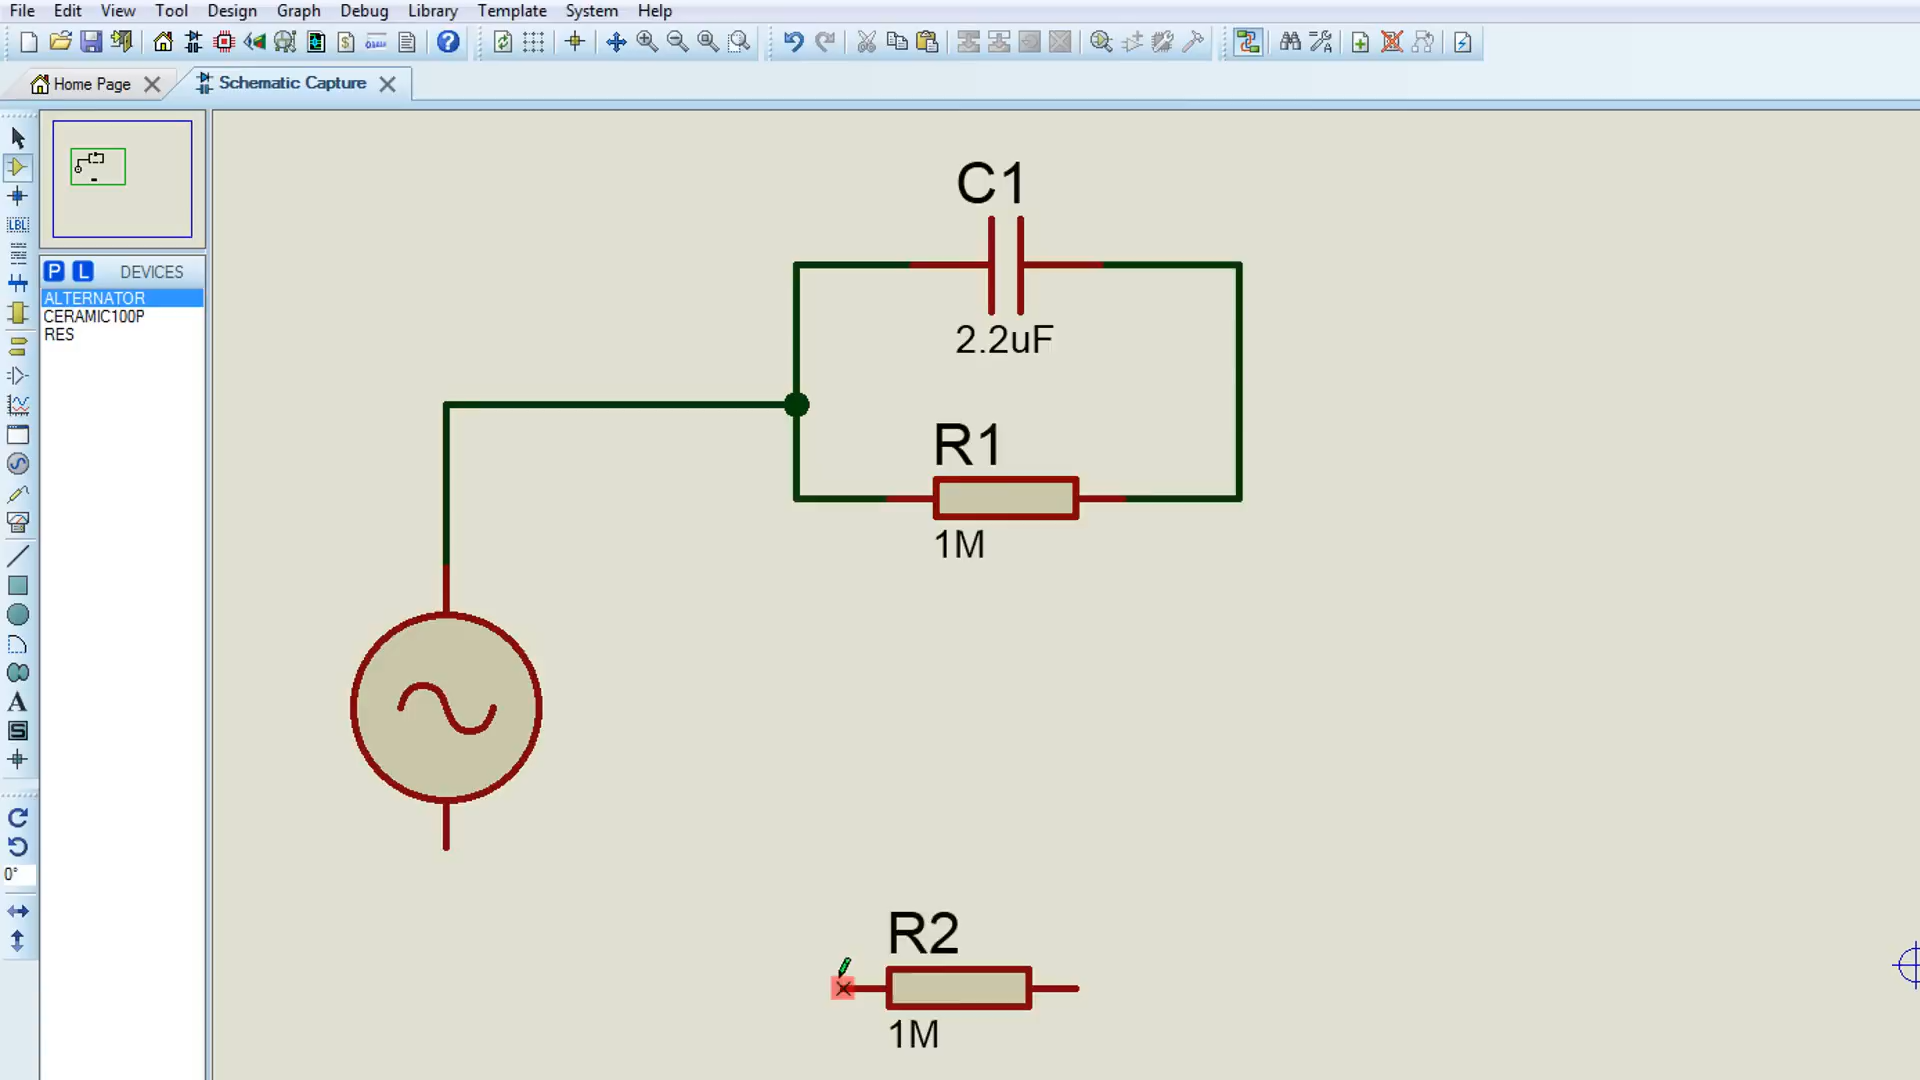 File Edit View Tool Design Graph Debug Library Template System Help
Home Page Schematic Capture
LBL
P L DEVICES
ALTERNATOR
CERAMIC100P
RES
A
S
0°
C1
2.2uF
R1
1M
R2
1M